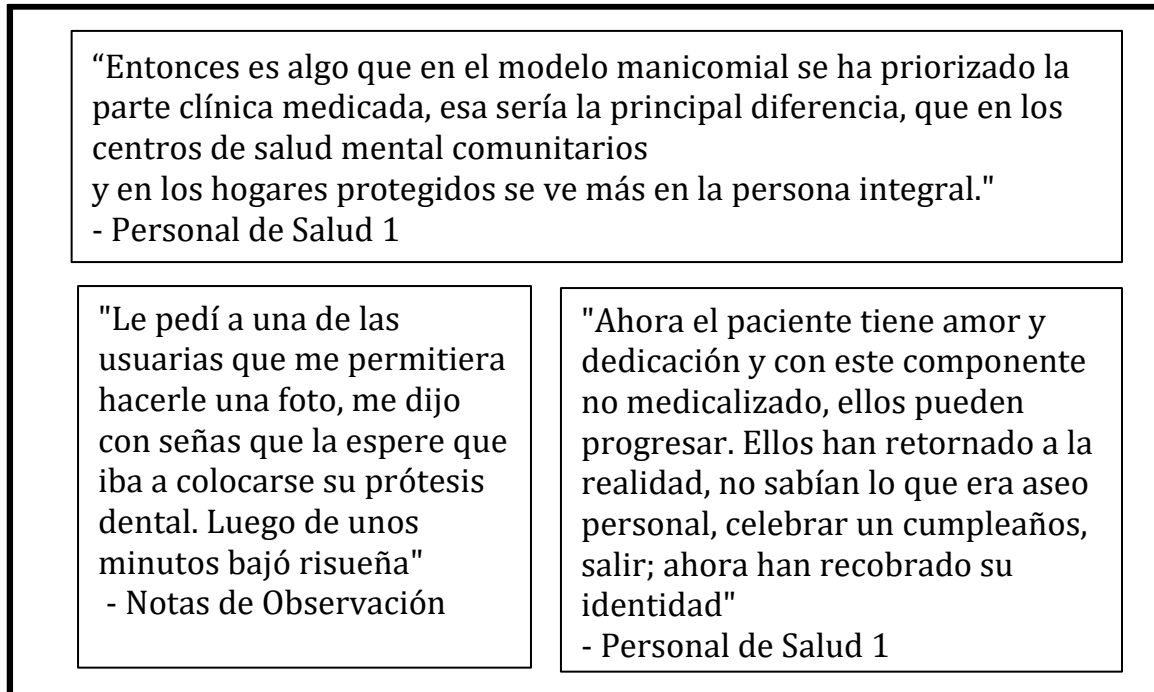 “Entonces es algo que en el modelo manicomial se ha priorizado la
parte clínica medicada, esa sería la principal diferencia, que en los
centros de salud mental comunitarios
y en los hogares protegidos se ve más en la persona integral."
- Personal de Salud 1
"Le pedí a una de las
usuarias que me permitiera
hacerle una foto, me dijo
con señas que la espere que
iba a colocarse su prótesis
dental. Luego de unos
minutos bajó risueña"
- Notas de Observación
"Ahora el paciente tiene amor y
dedicación y con este componente
no medicalizado, ellos pueden
progresar. Ellos han retornado a la
realidad, no sabían lo que era aseo
personal, celebrar un cumpleaños,
salir; ahora han recobrado su
identidad"
- Personal de Salud 1